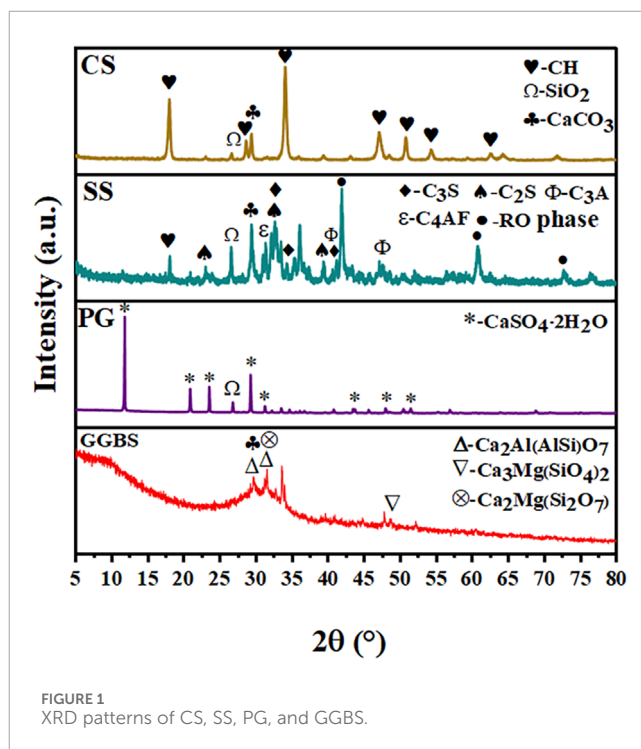 CS
♥-CH
Ω-SiO2
♣-CaCO3
♥ Ω ♥ ♣ ♥ ♥ ♥ ♥ ♥
SS
♦-C3S ♠-C2S Φ-C3A
ε-C4AF ●-RO phase
♥ ♠ Ω ♣ ε ♠ ♦ ♦ ♠ Φ ♦ ● Φ ● ●
PG
*-CaSO4·2H2O
* * * Ω * * * * *
GGBS
Δ-Ca2Al(AlSi)O7
▽-Ca3Mg(SiO4)2
⊗-Ca2Mg(Si2O7)
♣ ⊗ Δ Δ ▽
Intensity (a.u.)
5 10 15 20 25 30 35 40 45 50 55 60 65 70 75 80
2θ (°)
FIGURE 1
XRD patterns of CS, SS, PG, and GGBS.